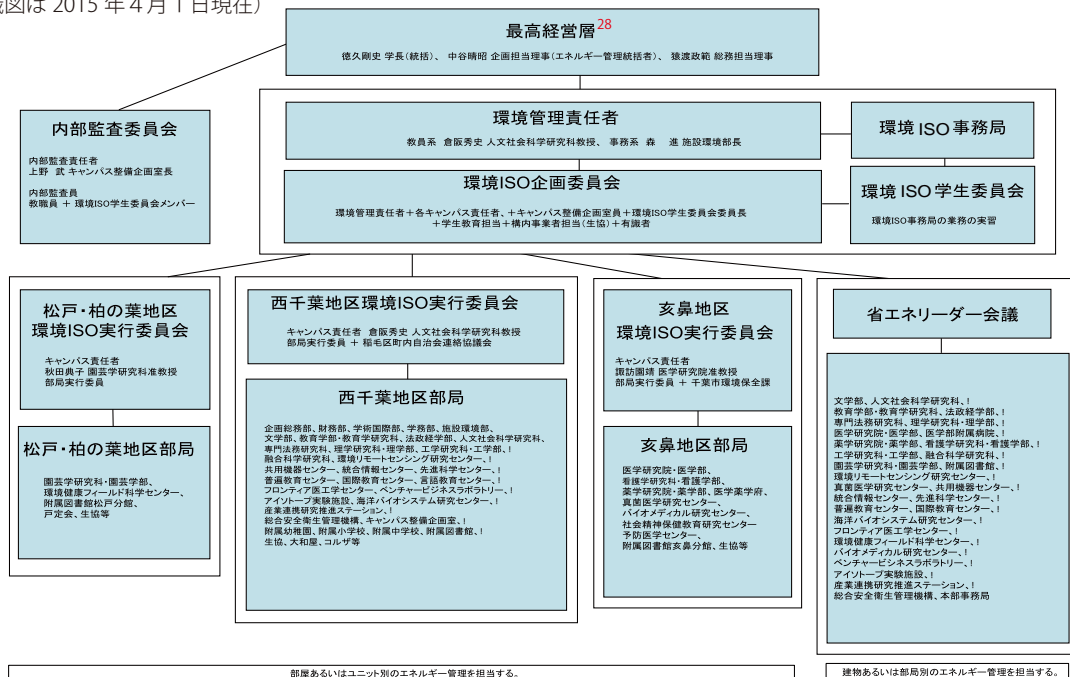 図は 2015 年 4 月 1 日現在）
最高経営層28
徳久剛史 学長(統括)、 中谷晴昭 企画担当理事(エネルギー管理統括者)、 猿渡政範 総務担当理事
内部監査委員会
内部監査責任者
上野 武 キャンパス整備企画室長
内部監査員
教職員 ＋ 環境ISO学生委員会メンバー
環境管理責任者
教員系 倉阪秀史 人文社会科学研究科教授、 事務系 森 進 施設環境部長
環境 ISO 事務局
環境ISO企画委員会
環境管理責任者＋各キャンパス責任者、＋キャンパス整備企画室員＋環境ISO学生委員会委員長
＋学生教育担当＋構内事業者担当(生協)＋有識者
環境 ISO 学生委員会
環境ISO事務局の業務の実習
松戸・柏の葉地区
環境ISO実行委員会
キャンパス責任者
秋田典子 園芸学研究科准教授
部局実行委員
松戸・柏の葉地区部局
園芸学研究科・園芸学部、
環境健康フィールド科学センター、
附属図書館松戸分館、
戸定会、生協等
西千葉地区環境ISO実行委員会
キャンパス責任者 倉阪秀史 人文社会科学研究科教授
部局実行委員 ＋ 稲毛区町内自治会連絡協議会
西千葉地区部局
企画総務部、財務部、学術国際部、学務部、施設環境部、
文学部、教育学部・教育学研究科、法政経学部、人文社会科学研究科、
専門法務研究科、理学研究科・理学部、工学研究科・工学部、!
融合科学研究科、環境リモートセンシング研究センター、!
共用機器センター、統合情報センター、先進科学センター、!
普遍教育センター、国際教育センター、言語教育センター、!
フロンティア医工学センター、ベンチャービジネスラボラトリー、!
アイソトープ実験施設、海洋バイオシステム研究センター、!
産業連携研究推進ステーション、!
総合安全衛生管理機構、キャンパス整備企画室、!
附属幼稚園、附属小学校、附属中学校、附属図書館、!
生協、大和屋、コルザ等
亥鼻地区
環境ISO実行委員会
キャンパス責任者
諏訪園靖 医学研究院准教授
部局実行委員 ＋ 千葉市環境保全課
亥鼻地区部局
医学研究院・医学部、
看護学研究科・看護学部、
薬学研究院・薬学部、医学薬学府、
真菌医学研究センター、
バイオメディカル研究センター、
社会精神保健教育研究センター
予防医学センター、
附属図書館亥鼻分館、生協等
省エネリーダー会議
文学部、人文社会科学研究科、!
教育学部・教育学研究科、法政経学部、!
専門法務研究科、理学研究科・理学部、!
医学研究院・医学部、医学部附属病院、!
薬学研究院・薬学部、看護学研究科・看護学部、!
工学研究科・工学部、融合科学研究科、!
園芸学研究科・園芸学部、附属図書館、!
環境リモートセンシング研究センター、!
真菌医学研究センター、共用機器センター、!
統合情報センター、先進科学センター、!
普遍教育センター、国際教育センター、!
海洋バイオシステム研究センター、!
フロンティア医工学センター、!
環境健康フィールド科学センター、!
バイオメディカル研究センター、!
ベンチャービシネスラボラトリー、!
アイソトープ実験施設、!
産業連携研究推進ステーション、!
総合安全衛生管理機構、本部事務局
部屋あるいはユニット別のエネルギー管理を担当する。
建物あるいは部局別のエネルギー管理を担当する。